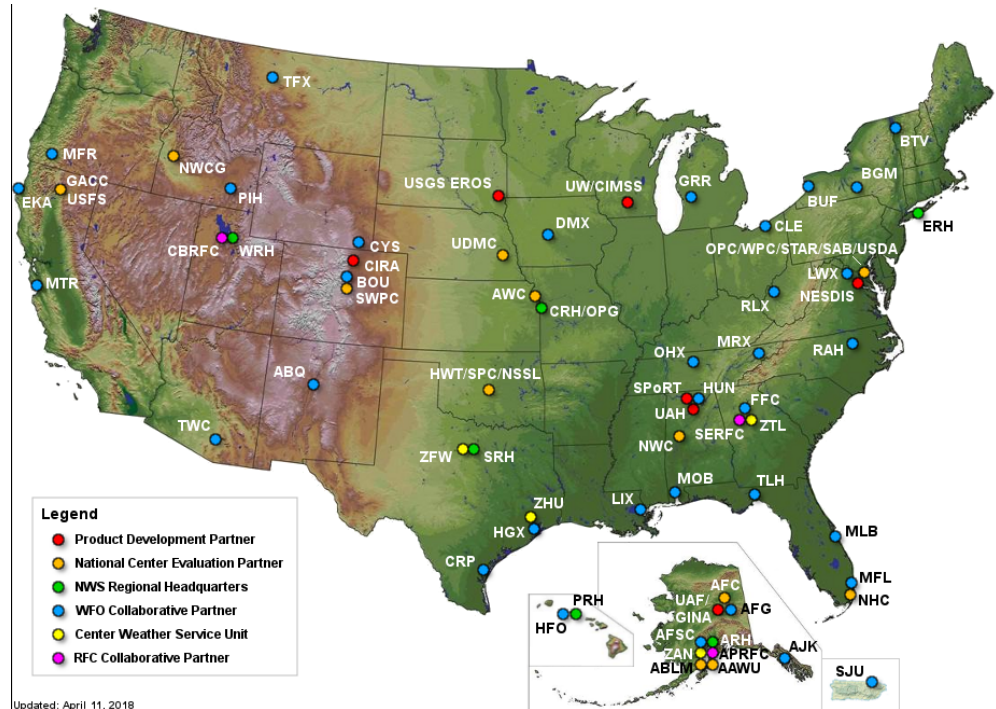 TFX
BTV
MFR
NWCG
GACC
USFS
EKA
PIH
USGS EROS
UW/CIMSS
GRR
BGM
BUF
ERH
DMX
CLE
CBRFC
WRH
CYS
UDMC
OPC/WPC/STAR/SAB/USDA
CIRA
LWX
MTR
BOU
SWPC
AWC
NESDIS
CRH/OPG
RLX
RAH
MRX
OHX
ABQ
HWT/SPC/NSSL
SPoRT
HUN
FFC
UAH
TWC
SERFC
ZTL
NWC
ZFW
SRH
MOB
TLH
LIX
ZHU
HGX
MLB
CRP
MFL
NHC
Legend
Product Development Partner
National Center Evaluation Partner
NWS Regional Headquarters
WFO Collaborative Partner
Center Weather Service Unit
RFC Collaborative Partner
PRH
HFO
AFC
UAF/
GINA
AFG
AFSC
ARH
ZAN
APRFC
ABLM
AAWU
AJK
SJU
Updated: April 11, 2018